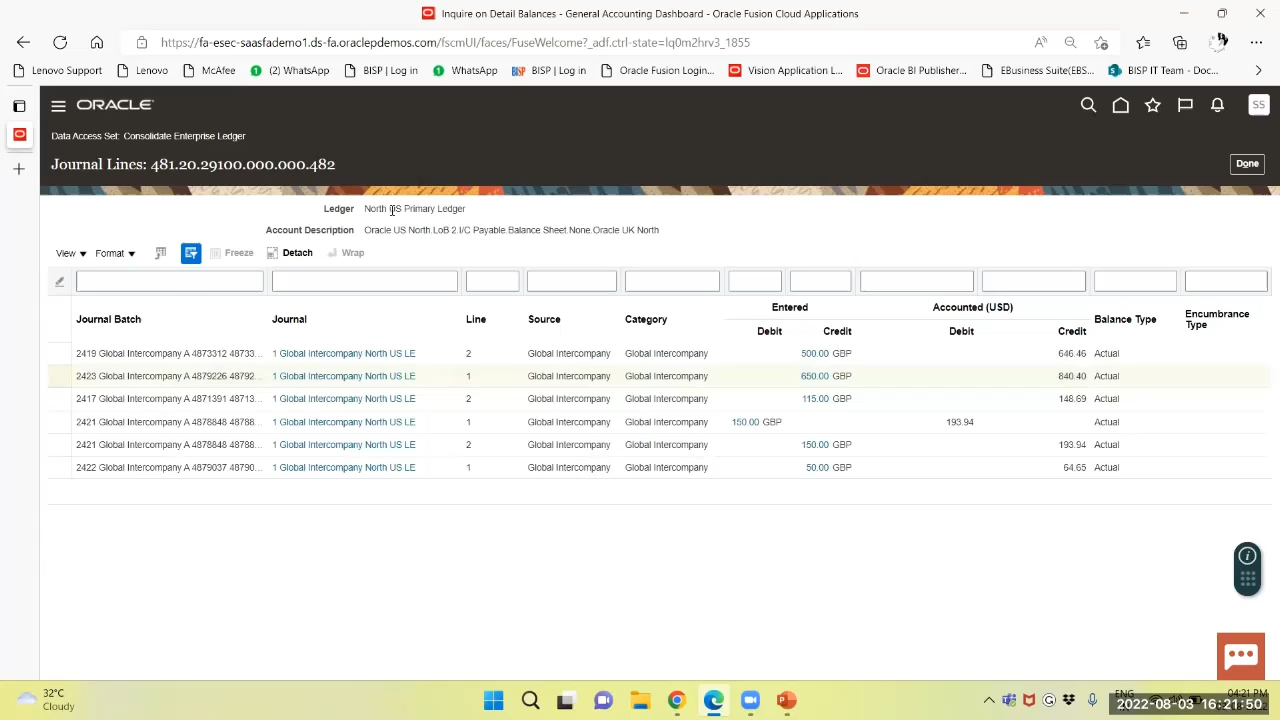 Inquire on Detail Balances - General Accounting Dashboard - Oracle Fusion Cloud Applications
https://fa-esec-saasfademo1.ds-fa.oraclepdemos.com/fscmUI/faces/FuseWelcome?_adf.ctrl-state=lq0m2hrv3_1855
Lenovo Support Lenovo McAfee (2) WhatsApp BISP | Log in WhatsApp BISP BISP | Log in Oracle Fusion Login... Vision Application L... Oracle BI Publisher... EBusiness Suite(EBS... BISP IT Team - Doc...
ORACLE SS
Data Access Set: Consolidate Enterprise Ledger
Journal Lines: 481.20.29100.000.000.482 Done
Ledger North US Primary Ledger
Account Description Oracle US North.LoB 2.I/C Payable.Balance Sheet.None.Oracle UK North
View Format Freeze Detach Wrap
Entered Accounted (USD)
Journal Batch Journal Line Source Category Debit Credit Debit Credit Balance Type Encumbrance Type
2419 Global Intercompany A 4873312 48733... 1 Global Intercompany North US LE 2 Global Intercompany Global Intercompany 500.00 GBP 646.46 Actual
2423 Global Intercompany A 4879226 48792... 1 Global Intercompany North US LE 1 Global Intercompany Global Intercompany 650.00 GBP 840.40 Actual
2417 Global Intercompany A 4871391 48713... 1 Global Intercompany North US LE 2 Global Intercompany Global Intercompany 115.00 GBP 148.69 Actual
2421 Global Intercompany A 4878848 48788... 1 Global Intercompany North US LE 1 Global Intercompany Global Intercompany 150.00 GBP 193.94 Actual
2421 Global Intercompany A 4878848 48788... 1 Global Intercompany North US LE 2 Global Intercompany Global Intercompany 150.00 GBP 193.94 Actual
2422 Global Intercompany A 4879037 48790... 1 Global Intercompany North US LE 1 Global Intercompany Global Intercompany 50.00 GBP 64.65 Actual
32°C
Cloudy
ENG 04:21 PM
2022-08-03 16:21:50